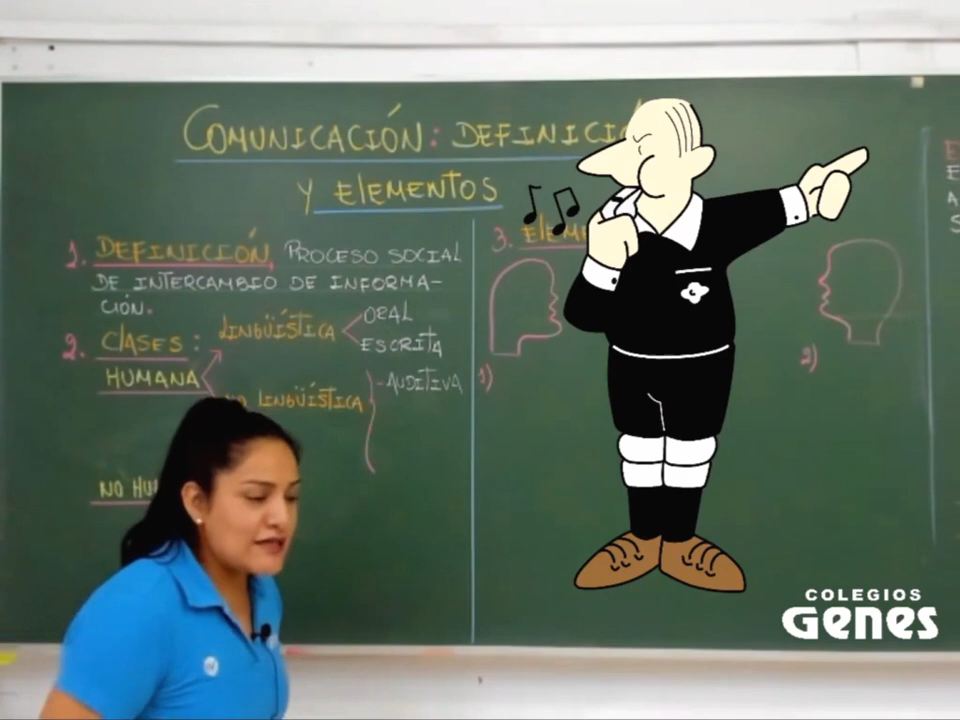 COMUNICACIÓN: DEFINICI
Y ELEMENTOS
1. DEFINICIÓN PROCESO SOCIAL
DE INTERCAMBIO DE INFORMA-
CIÓN.
2. CLASES: LINGÜÍSTICA
ORAL
ESCRITA
HUMANA
LINGÜÍSTICA
- AUDITIVA
NO HU
3. ELEM
1)
2)
COLEGIOS
GENES